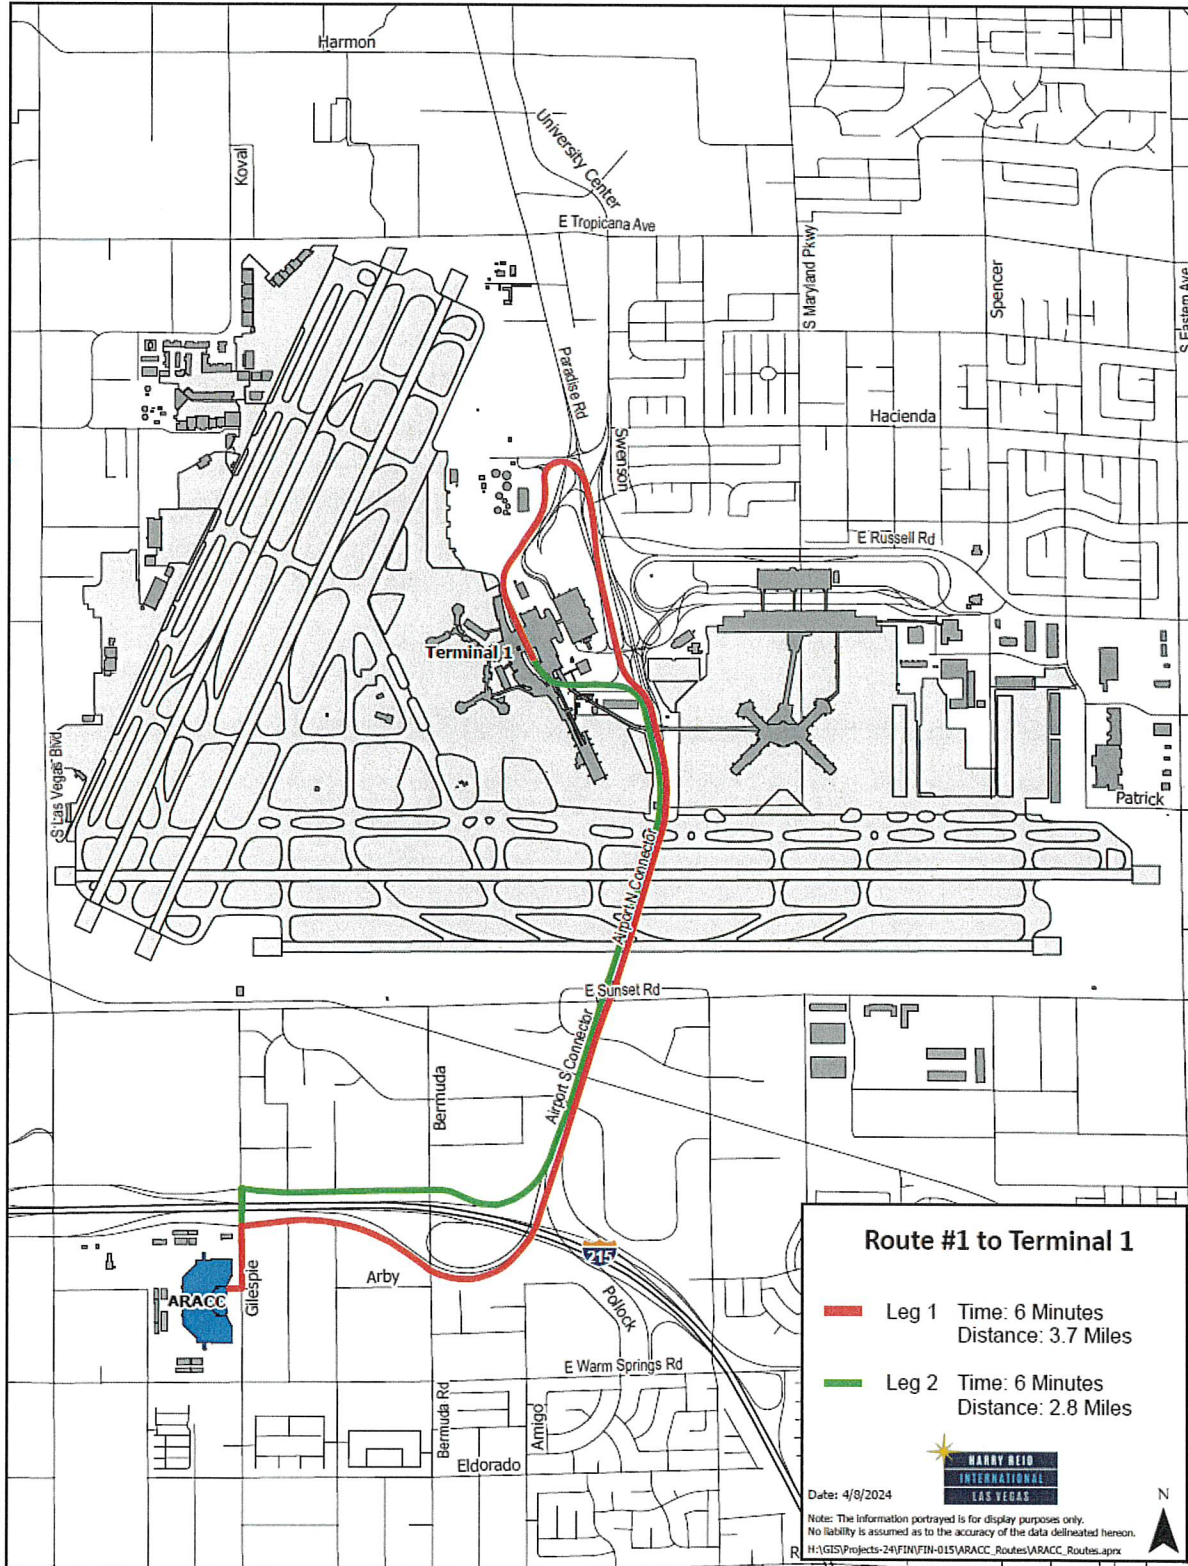 Harmon
University Center
Koval
E Tropicana Ave
S Maryland Pkwy
Spencer
S Eastern Ave
Paradise Rd
Hacienda
Swenson
E Russell Rd
Terminal 1
S Las Vegas Blvd
Patrick
Airport N Connector
E Sunset Rd
Airport S Connector
Bermuda
215
Gilespie
Arby
ARACC
Pollock
E Warm Springs Rd
Bermuda Rd
Amigo
Eldorado
Route #1 to Terminal 1
Leg 1 Time: 6 Minutes
Distance: 3.7 Miles
Leg 2 Time: 6 Minutes
Distance: 2.8 Miles
HARRY REID
INTERNATIONAL
LAS VEGAS
Date: 4/8/2024
N
Note: The information portrayed is for display purposes only.
No liability is assumed as to the accuracy of the data delineated hereon.
H:\GIS\Projects-24\FIN\FIN-015\ARACC_Routes\ARACC_Routes.aprx